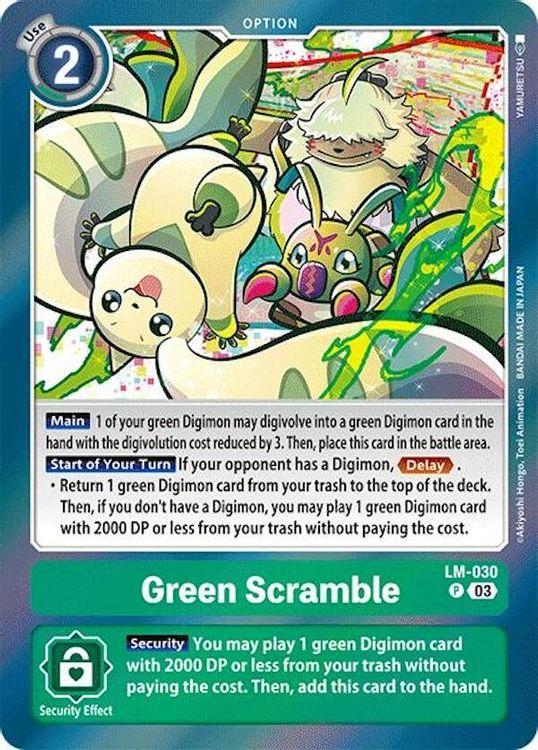 OPTION
Use
2
YAMURETSU
Main 1 of your green Digimon may digivolve into a green Digimon card in the
hand with the digivolution cost reduced by 3. Then, place this card in the battle area.
Start of Your Turn If your opponent has a Digimon, Delay .
・Return 1 green Digimon card from your trash to the top of the deck.
Then, if you don't have a Digimon, you may play 1 green Digimon card
with 2000 DP or less from your trash without paying the cost.
©Akiyoshi Hongo, Toei Animation BANDAI MADE IN JAPAN
Green Scramble
LM-030
P 03
Security You may play 1 green Digimon card
with 2000 DP or less from your trash without
paying the cost. Then, add this card to the hand.
Security Effect